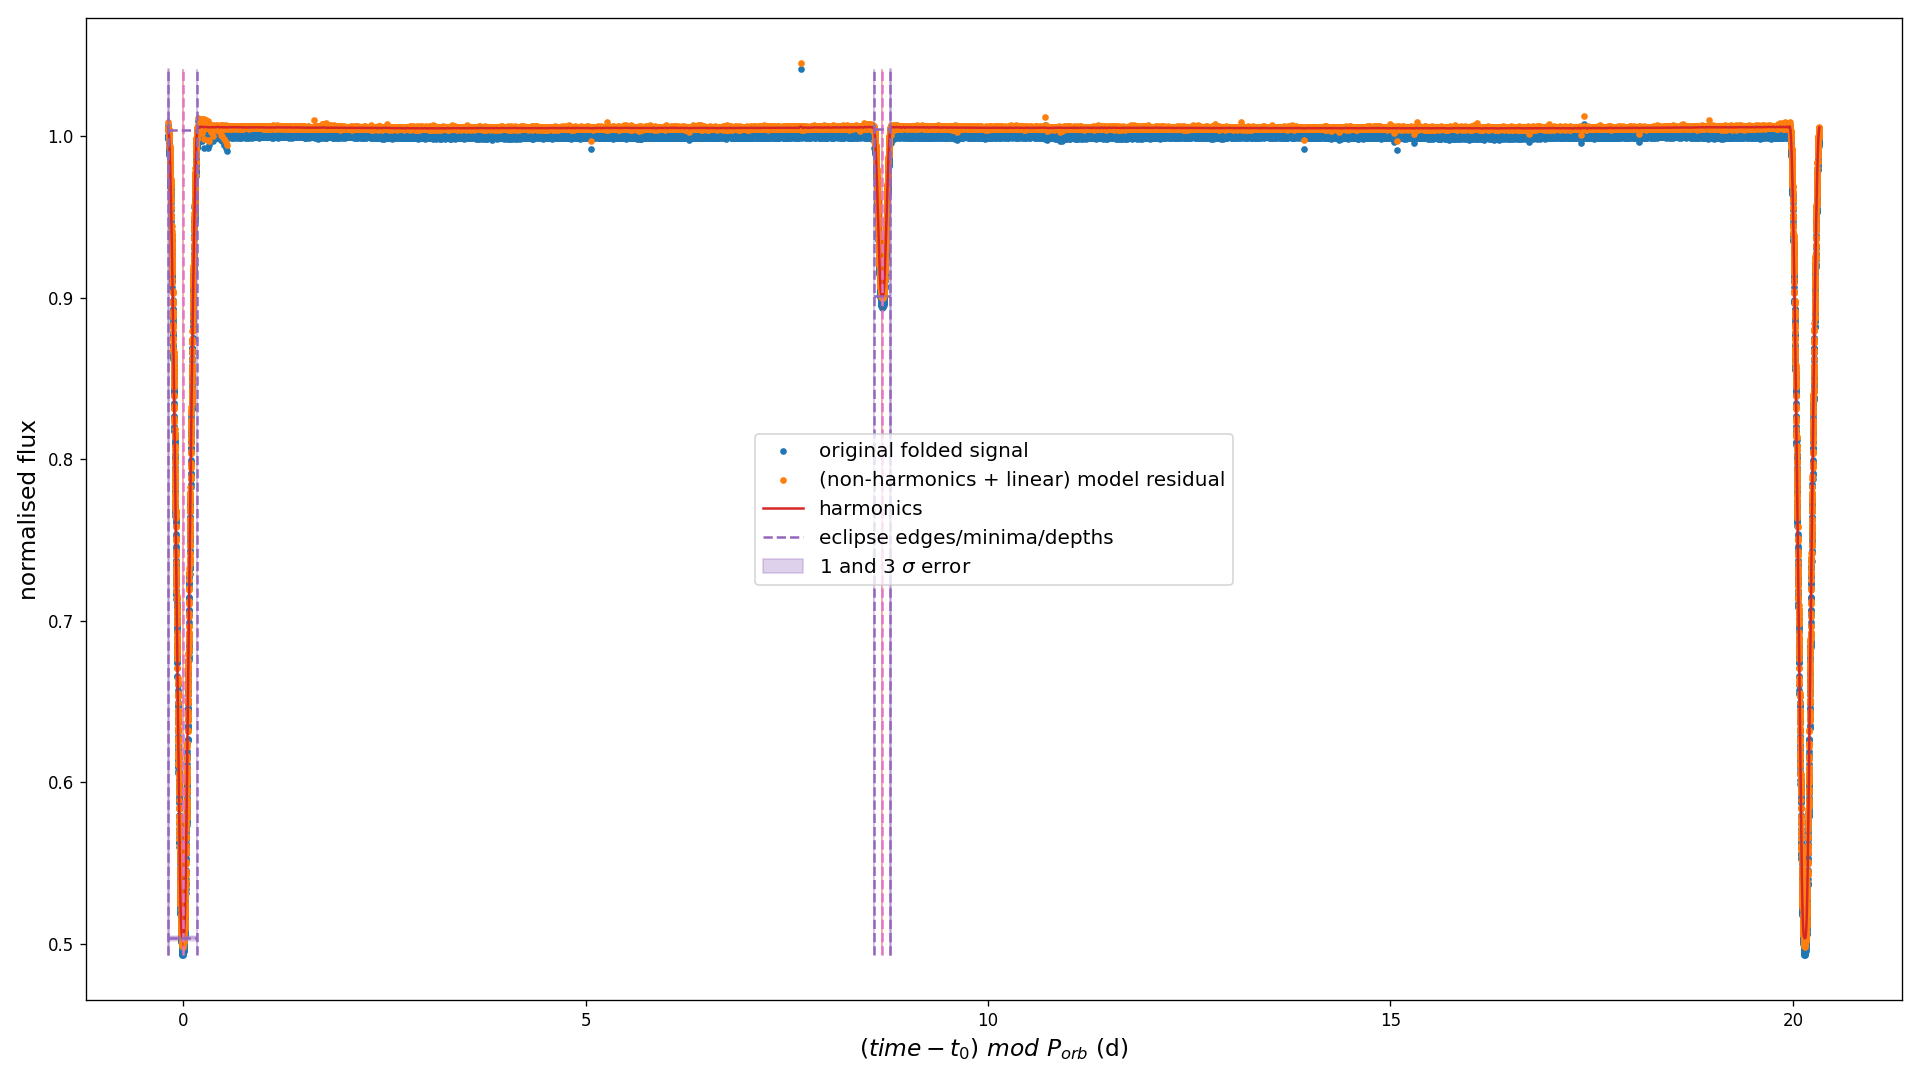 normalised flux
1.0
0.9
0.8
0.7
0.6
0.5
original folded signal
(non-harmonics + linear) model residual
harmonics
eclipse edges/minima/depths
1 and 3 σ error
0 5 10 15 20
(time − t₀) mod P_orb (d)